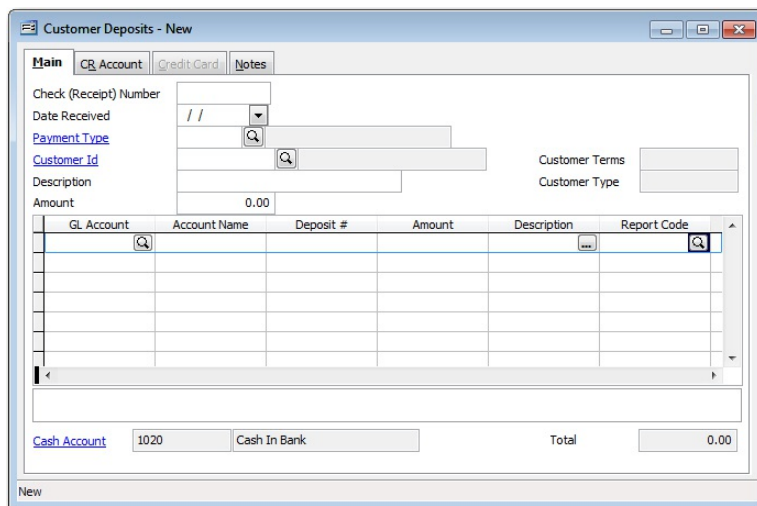 Customer Deposits - New
Main CR Account Credit Card Notes
Check (Receipt) Number
Date Received / /
Payment Type
Customer Id Customer Terms
Description Customer Type
Amount 0.00
GL Account Account Name Deposit # Amount Description Report Code
...
Cash Account 1020 Cash In Bank Total 0.00
New